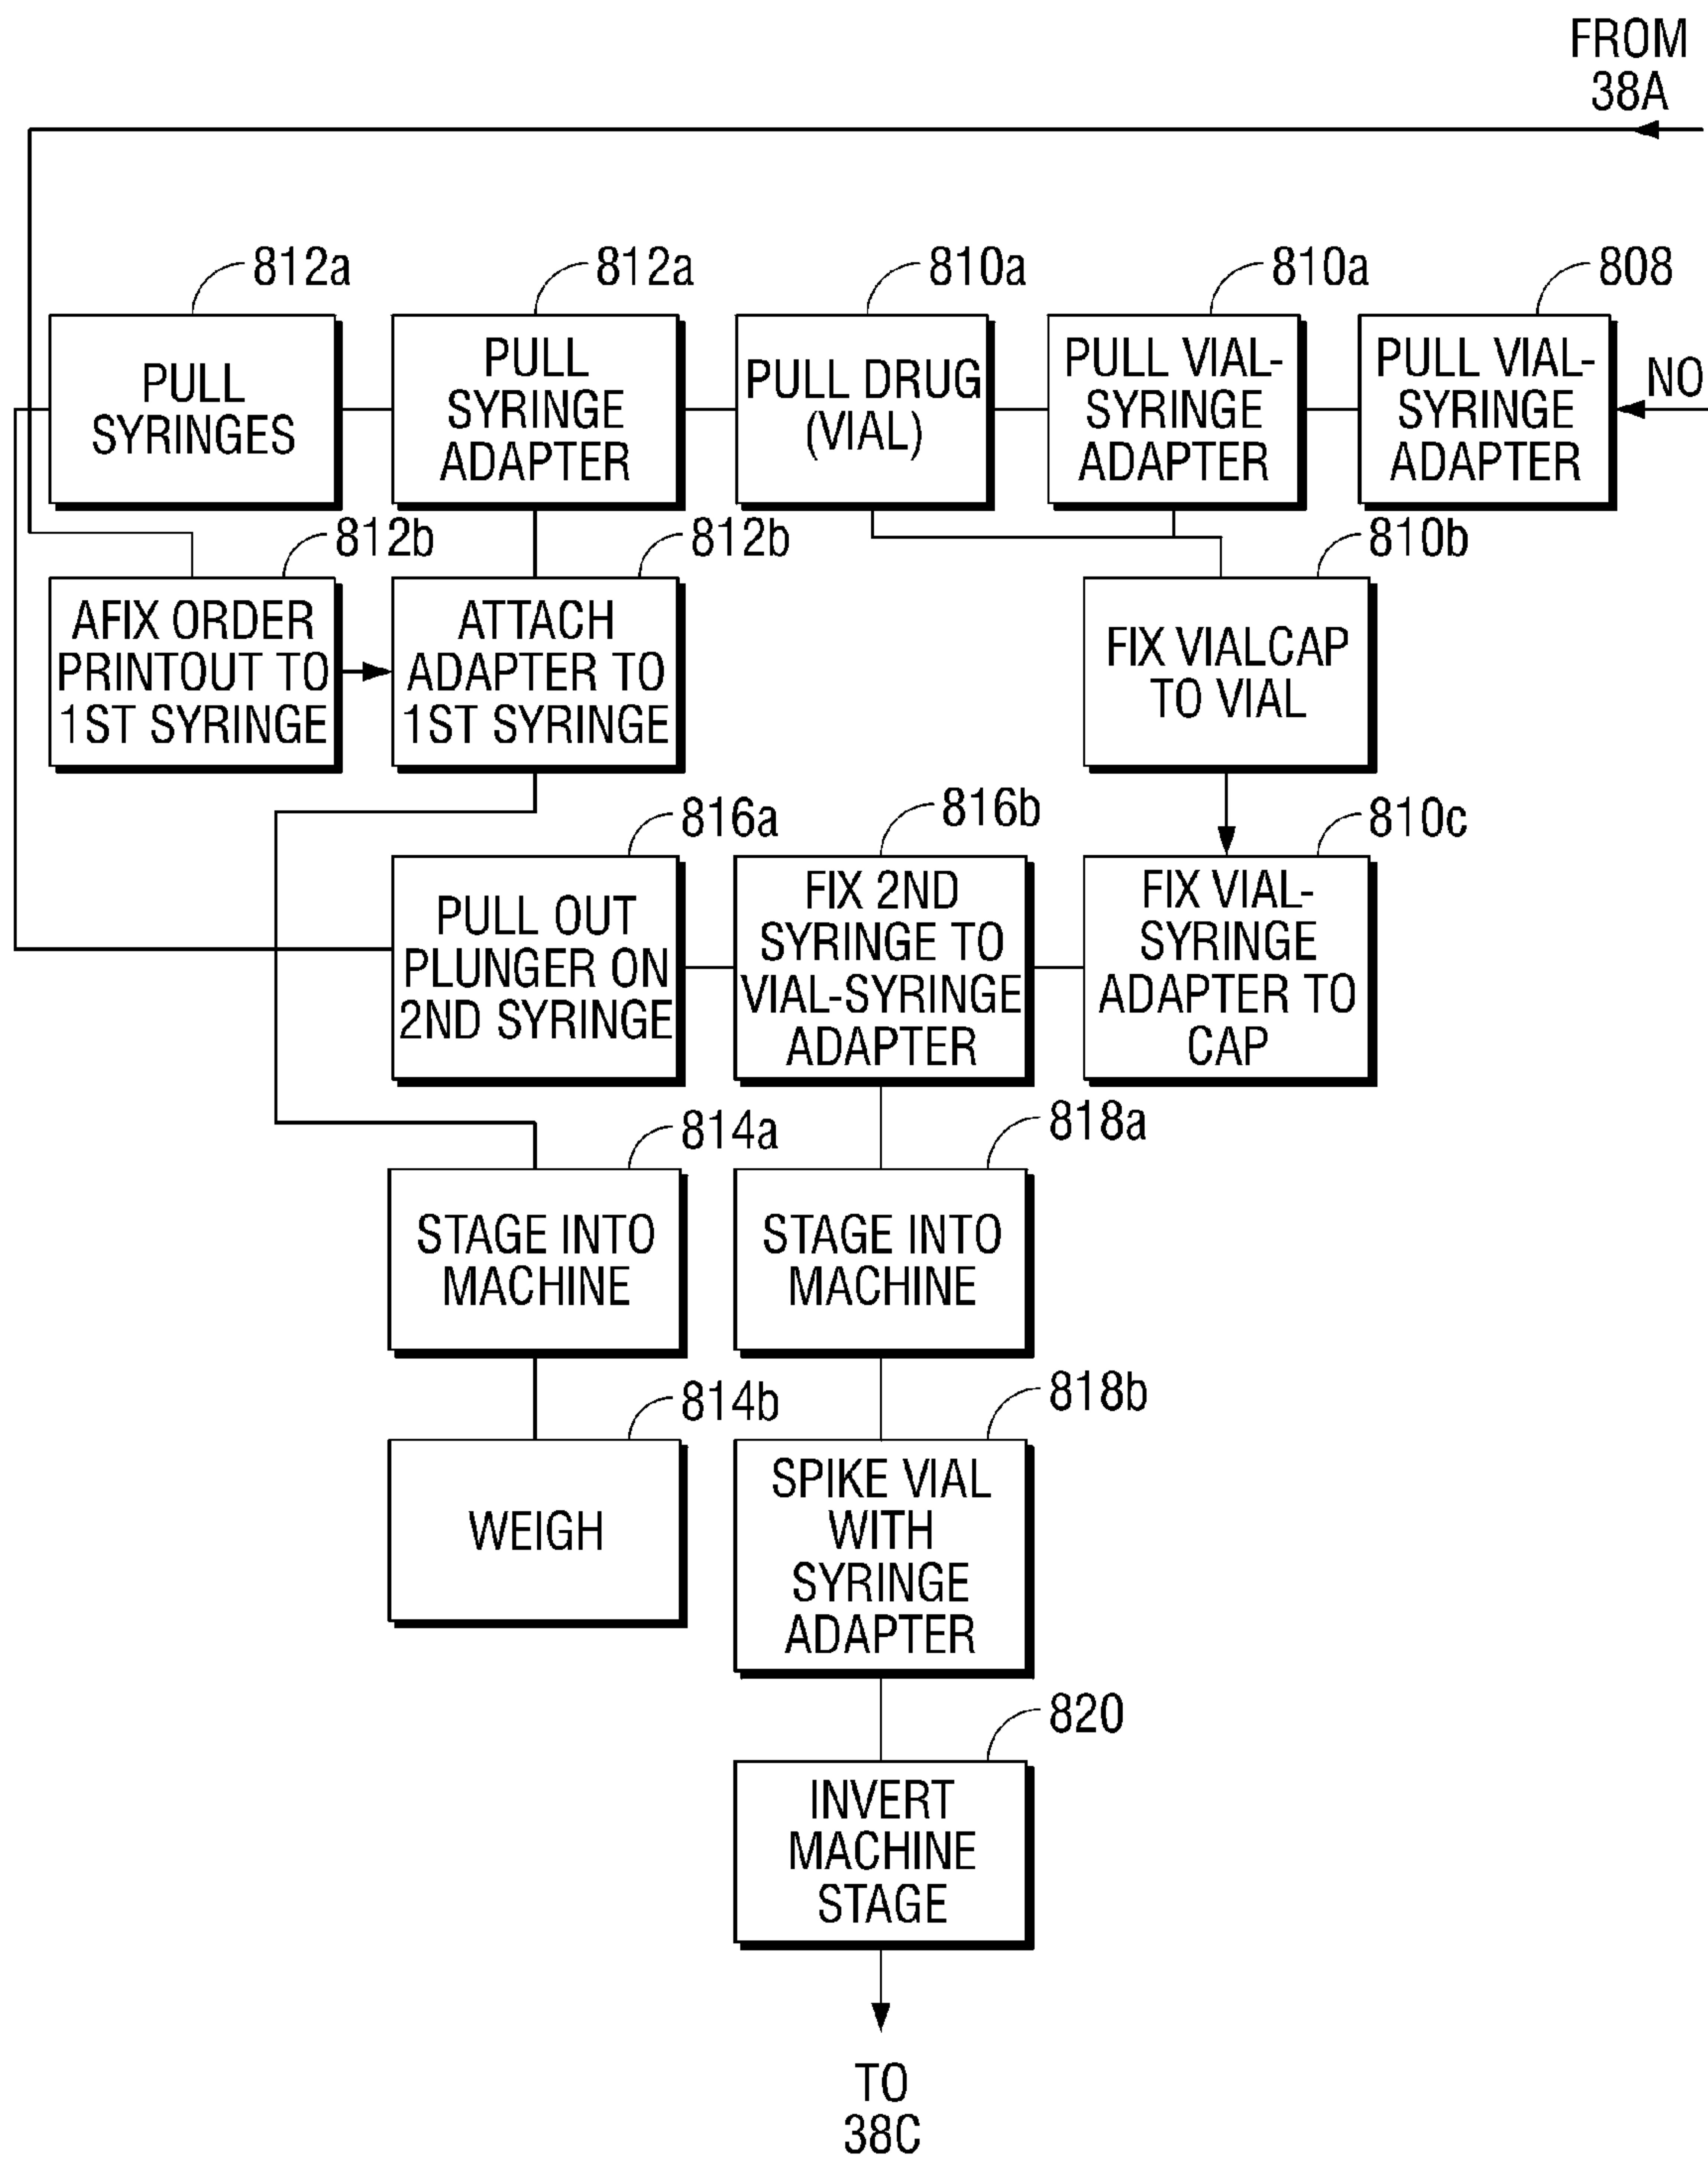 FROM
38A
812a
812a
810a
810a
808
PULL
SYRINGES
PULL
SYRINGE
ADAPTER
PULL DRUG
(VIAL)
PULL VIAL-
SYRINGE
ADAPTER
PULL VIAL-
SYRINGE
ADAPTER
NO
812b
812b
810b
AFIX ORDER
PRINTOUT TO
1ST SYRINGE
ATTACH
ADAPTER TO
1ST SYRINGE
FIX VIALCAP
TO VIAL
816a
816b
810c
PULL OUT
PLUNGER ON
2ND SYRINGE
FIX 2ND
SYRINGE TO
VIAL-SYRINGE
ADAPTER
FIX VIAL-
SYRINGE
ADAPTER TO
CAP
814a
818a
STAGE INTO
MACHINE
STAGE INTO
MACHINE
814b
818b
WEIGH
SPIKE VIAL
WITH
SYRINGE
ADAPTER
820
INVERT
MACHINE
STAGE
TO
38C